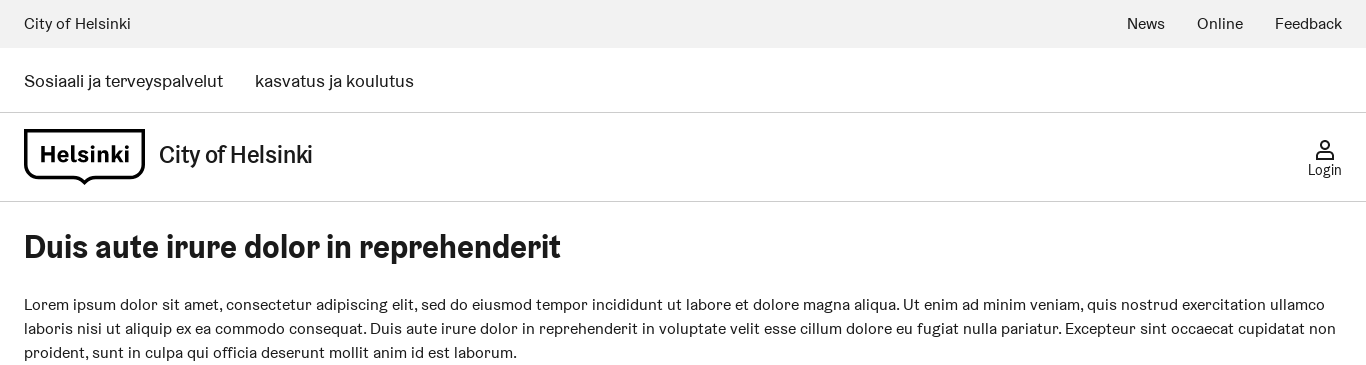 City of Helsinki
News
Online
Feedback
Sosiaali ja terveyspalvelut
kasvatus ja koulutus
Helsinki
City of Helsinki
Login
Duis aute irure dolor in reprehenderit
Lorem ipsum dolor sit amet, consectetur adipiscing elit, sed do eiusmod tempor incididunt ut labore et dolore magna aliqua. Ut enim ad minim veniam, quis nostrud exercitation ullamco
laboris nisi ut aliquip ex ea commodo consequat. Duis aute irure dolor in reprehenderit in voluptate velit esse cillum dolore eu fugiat nulla pariatur. Excepteur sint occaecat cupidatat non
proident, sunt in culpa qui officia deserunt mollit anim id est laborum.